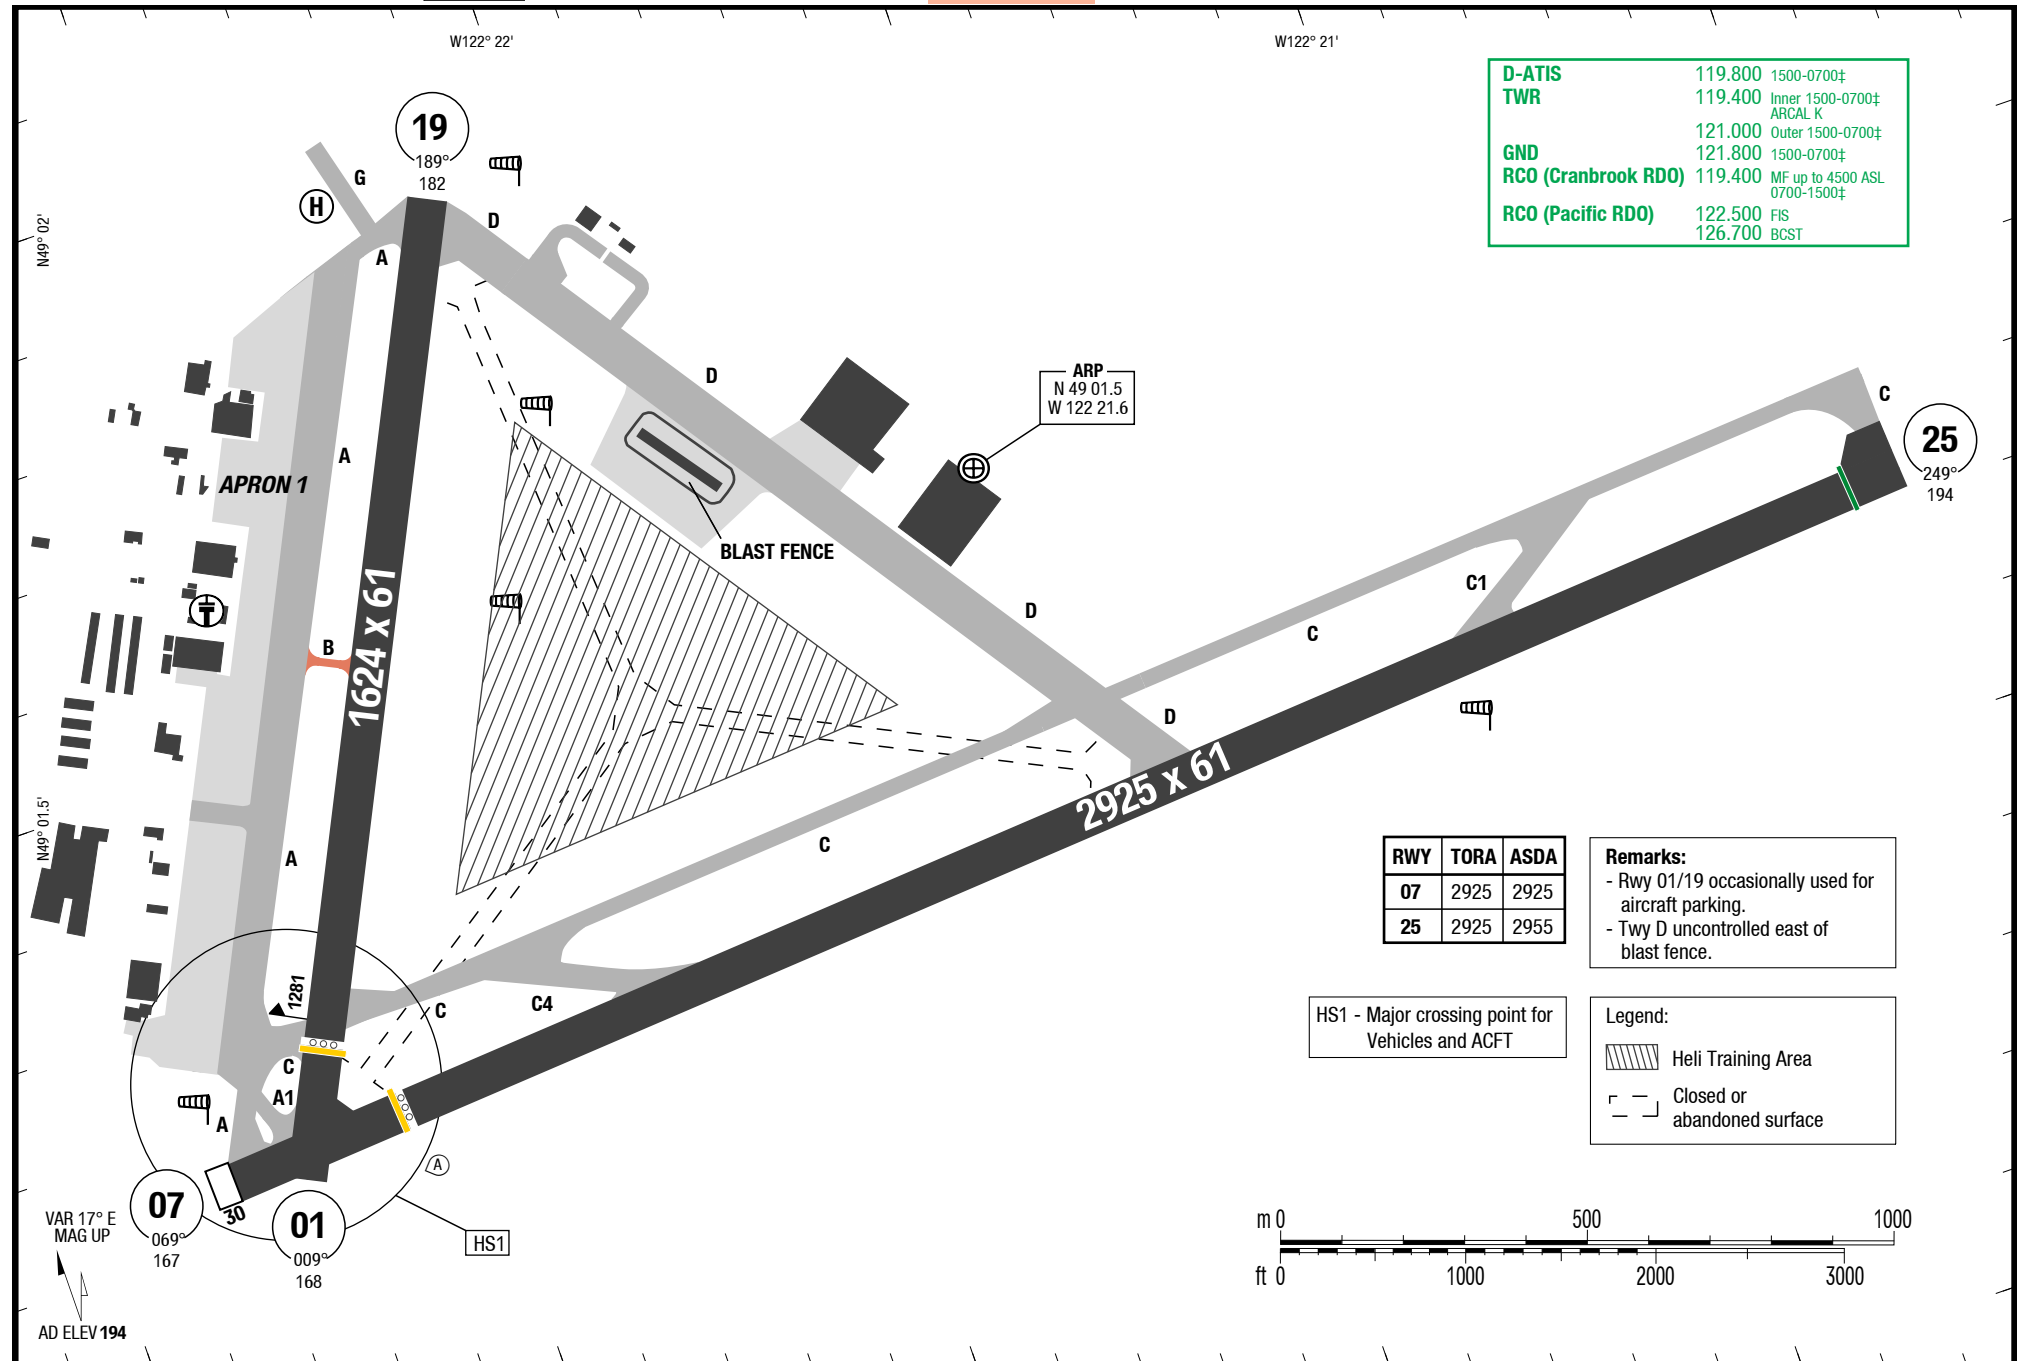 W122° 22'
W122° 21'
D-ATIS 119.800 1500-0700‡
TWR 119.400 Inner 1500-0700‡
ARCAL K
121.000 Outer 1500-0700‡
GND 121.800 1500-0700‡
RCO (Cranbrook RDO) 119.400 MF up to 4500 ASL
0700-1500‡
RCO (Pacific RDO) 122.500 FIS
126.700 BCST
19
189°
182
G
H
D
A
N49° 02'
ARP
N 49 01.5
W 122 21.6
D
C
25
249°
194
A
APRON 1
BLAST FENCE
C1
D
C
B
1624 x 61
D
2925 x 61
N49° 01.5'
A
C
RWY TORA ASDA
07 2925 2925
25 2925 2955
Remarks:
- Rwy 01/19 occasionally used for
aircraft parking.
- Twy D uncontrolled east of
blast fence.
1281
C
C4
HS1 - Major crossing point for
Vehicles and ACFT
Legend:
Heli Training Area
Closed or
abandoned surface
C
A1
A
A
07
069°
167
30
01
009°
168
HS1
VAR 17° E
MAG UP
AD ELEV 194
m 0 500 1000
ft 0 1000 2000 3000